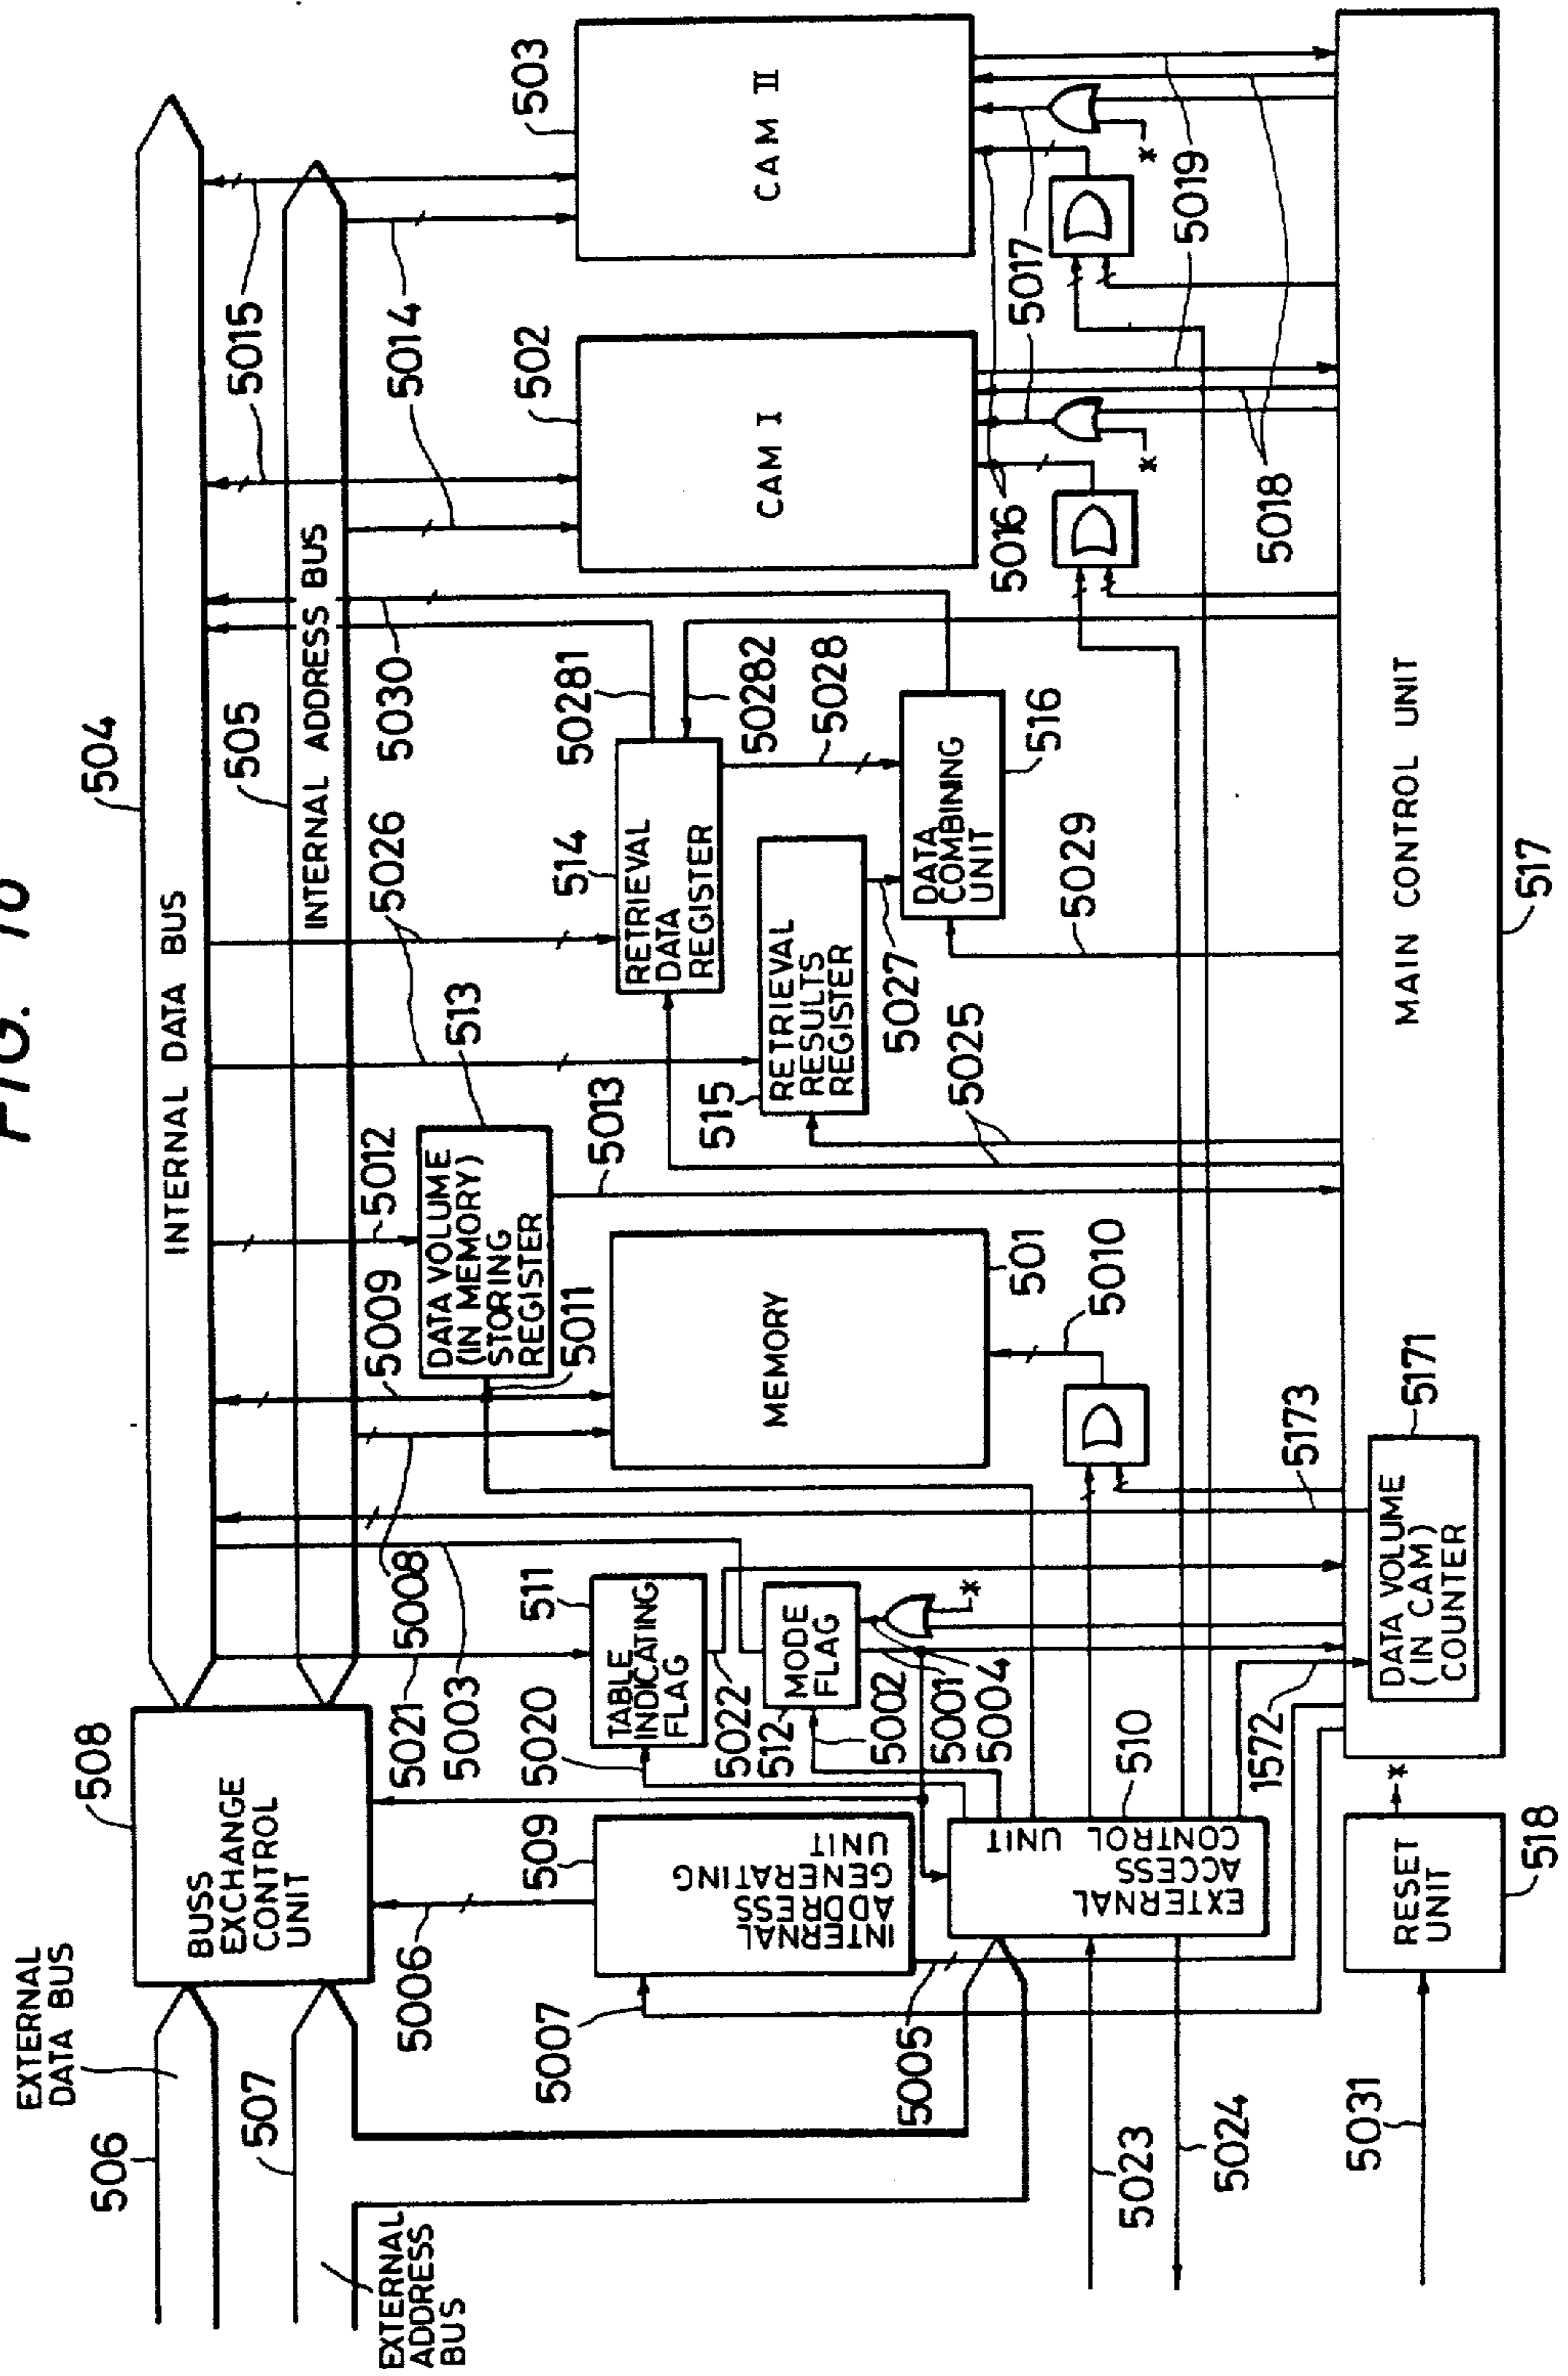 FIG.
EXTERNAL
DATA BUS
506
507
EXTERNAL
ADDRESS
BUS
508
BUSS
EXCHANGE
CONTROL
UNIT
504
INTERNAL DATA BUS
505
INTERNAL ADDRESS BUS
5015
5014
5026
5030
5012
5009
5008
5021
5003
5006
5007
5005
5020
509
INTERNAL
ADDRESS
GENERATING
UNIT
511
TABLE
INDICATING
FLAG
5022
512
MODE
FLAG
5002
5001
5004
*
510
EXTERNAL
ACCESS
CONTROL UNIT
5023
5024
1572
513
DATA VOLUME
(IN MEMORY)
STORING
REGISTER
5011
5013
MEMORY
501
5010
514
RETRIEVAL
DATA
REGISTER
50281
50282
5028
515
RETRIEVAL
RESULTS
REGISTER
5027
5025
DATA
COMBINING
UNIT
516
5029
502
CAM I
503
CAM II
5016
5017
*
*
5018
5019
5173
5171
DATA VOLUME
(IN CAM)
COUNTER
MAIN CONTROL UNIT
517
RESET
UNIT
*
518
5031